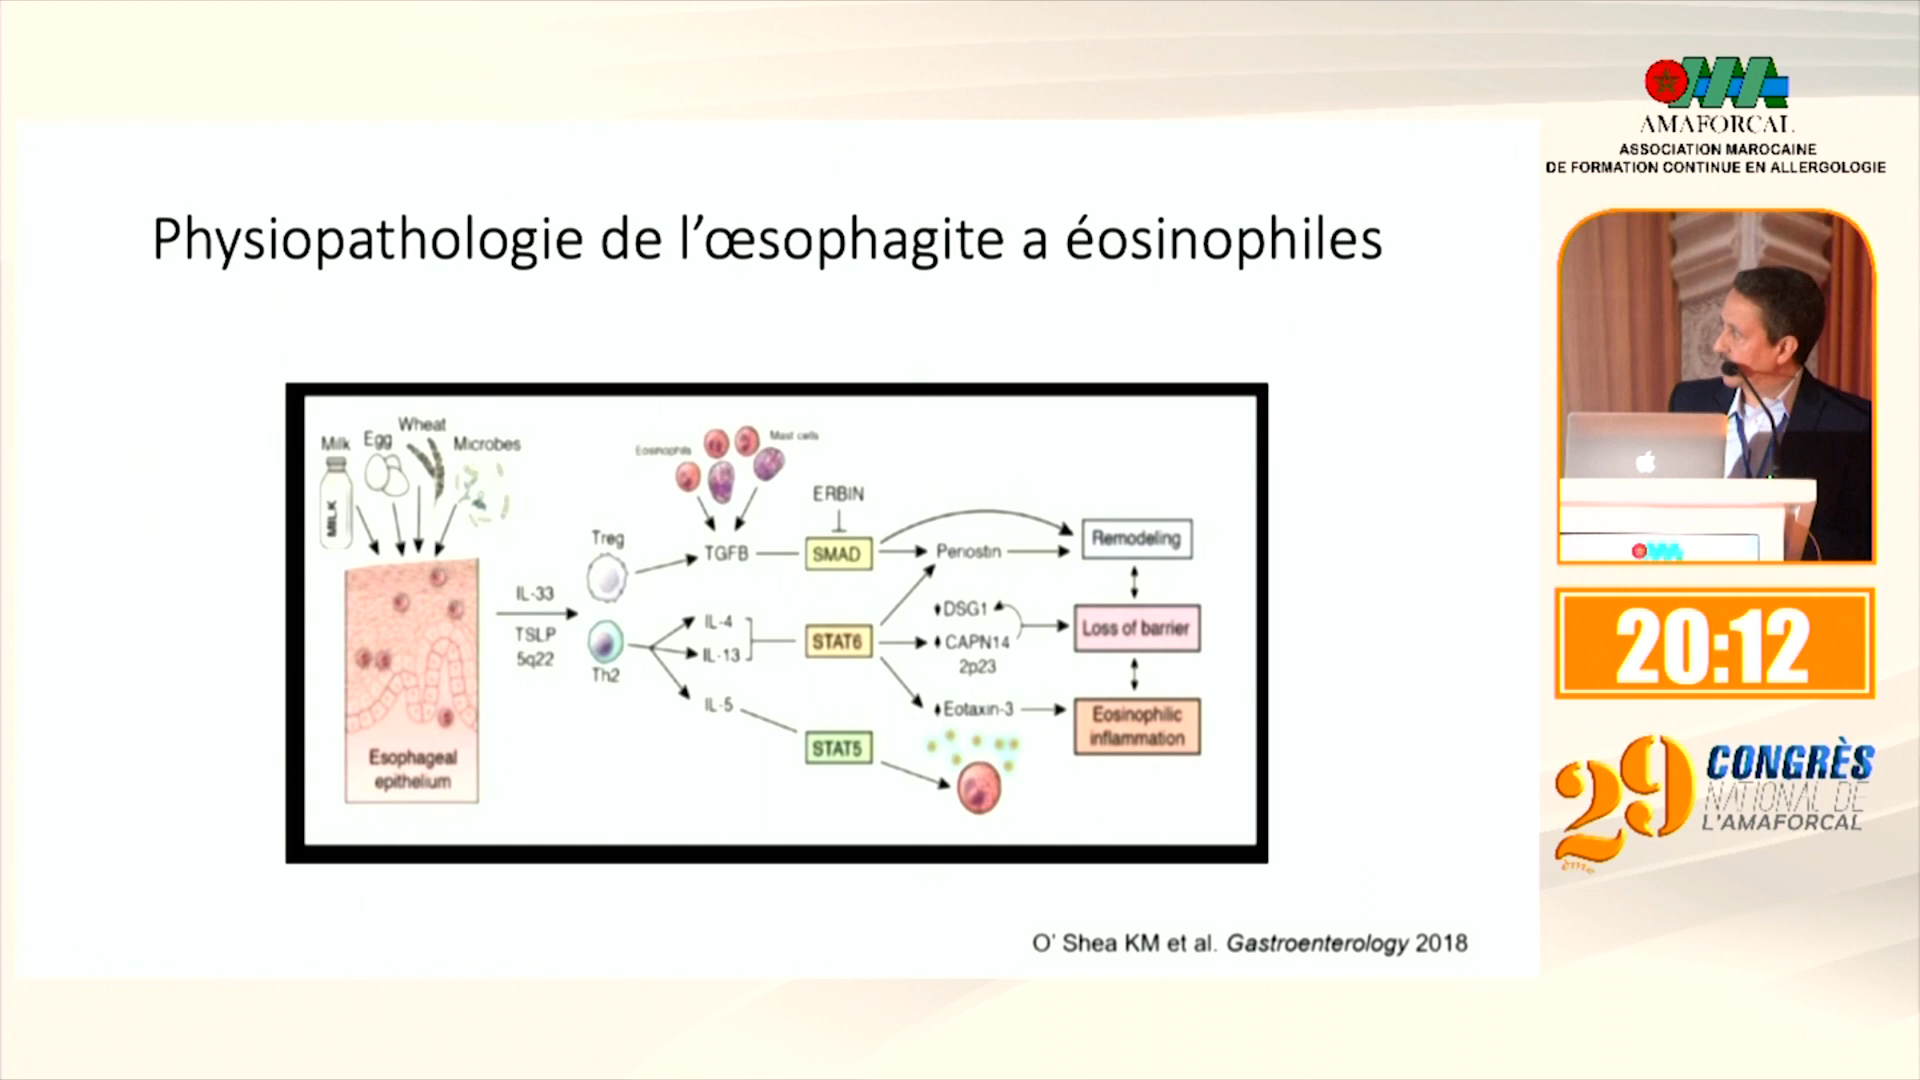 AMAFORCAL
ASSOCIATION MAROCAINE
DE FORMATION CONTINUE EN ALLERGOLOGIE
Physiopathologie de l'œsophagite a éosinophiles
Milk
Egg
Wheat
Microbes
MILK
Esophageal
epithelium
IL-33
TSLP
5q22
Treg
Th2
Eosinophils
Mast cells
TGFB
IL-4
IL-13
IL-5
ERBIN
SMAD
STAT6
STAT5
Periostin
DSG1
CAPN14
2p23
Eotaxin-3
Remodeling
Loss of barrier
Eosinophilic
inflammation
O' Shea KM et al. Gastroenterology 2018
20:12
29
ème
CONGRÈS
NATIONAL DE
L'AMAFORCAL